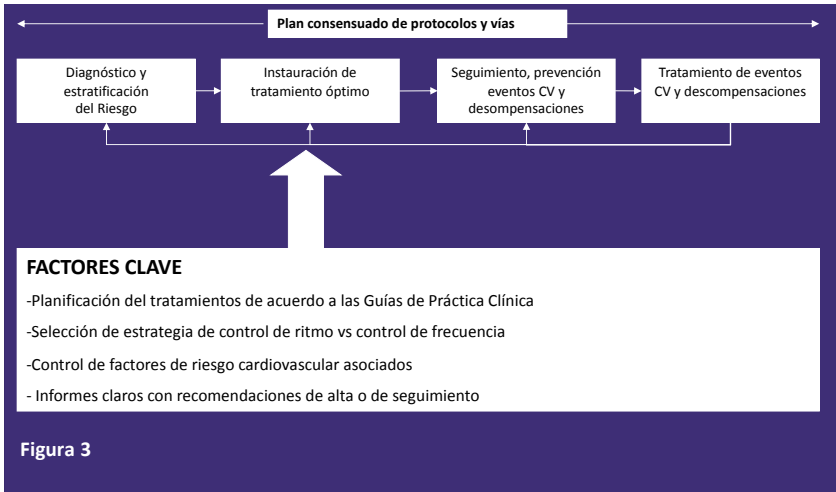 Plan consensuado de protocolos y vías
Diagnóstico y
estratificación
del Riesgo
Instauración de
tratamiento óptimo
Seguimiento, prevención
eventos CV y
desompensaciones
Tratamiento de eventos
CV y descompensaciones
FACTORES CLAVE
-Planificación del tratamientos de acuerdo a las Guías de Práctica Clínica
-Selección de estrategia de control de ritmo vs control de frecuencia
-Control de factores de riesgo cardiovascular asociados
- Informes claros con recomendaciones de alta o de seguimiento
Figura 3